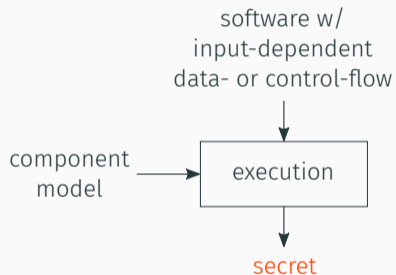 software w/
input-dependent
data- or control-flow
component
model
execution
secret